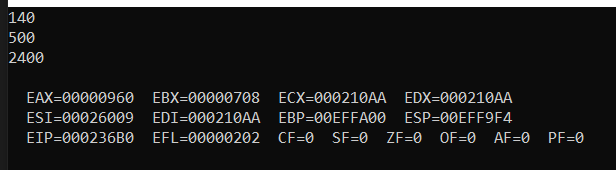 140
500
2400
EAX=00000960 EBX=00000708 ECX=000210AA EDX=000210AA
ESI=00026009 EDI=000210AA EBP=00EFFA00 ESP=00EFF9F4
EIP=000236B0 EFL=00000202 CF=0 SF=0 ZF=0 OF=0 AF=0 PF=0